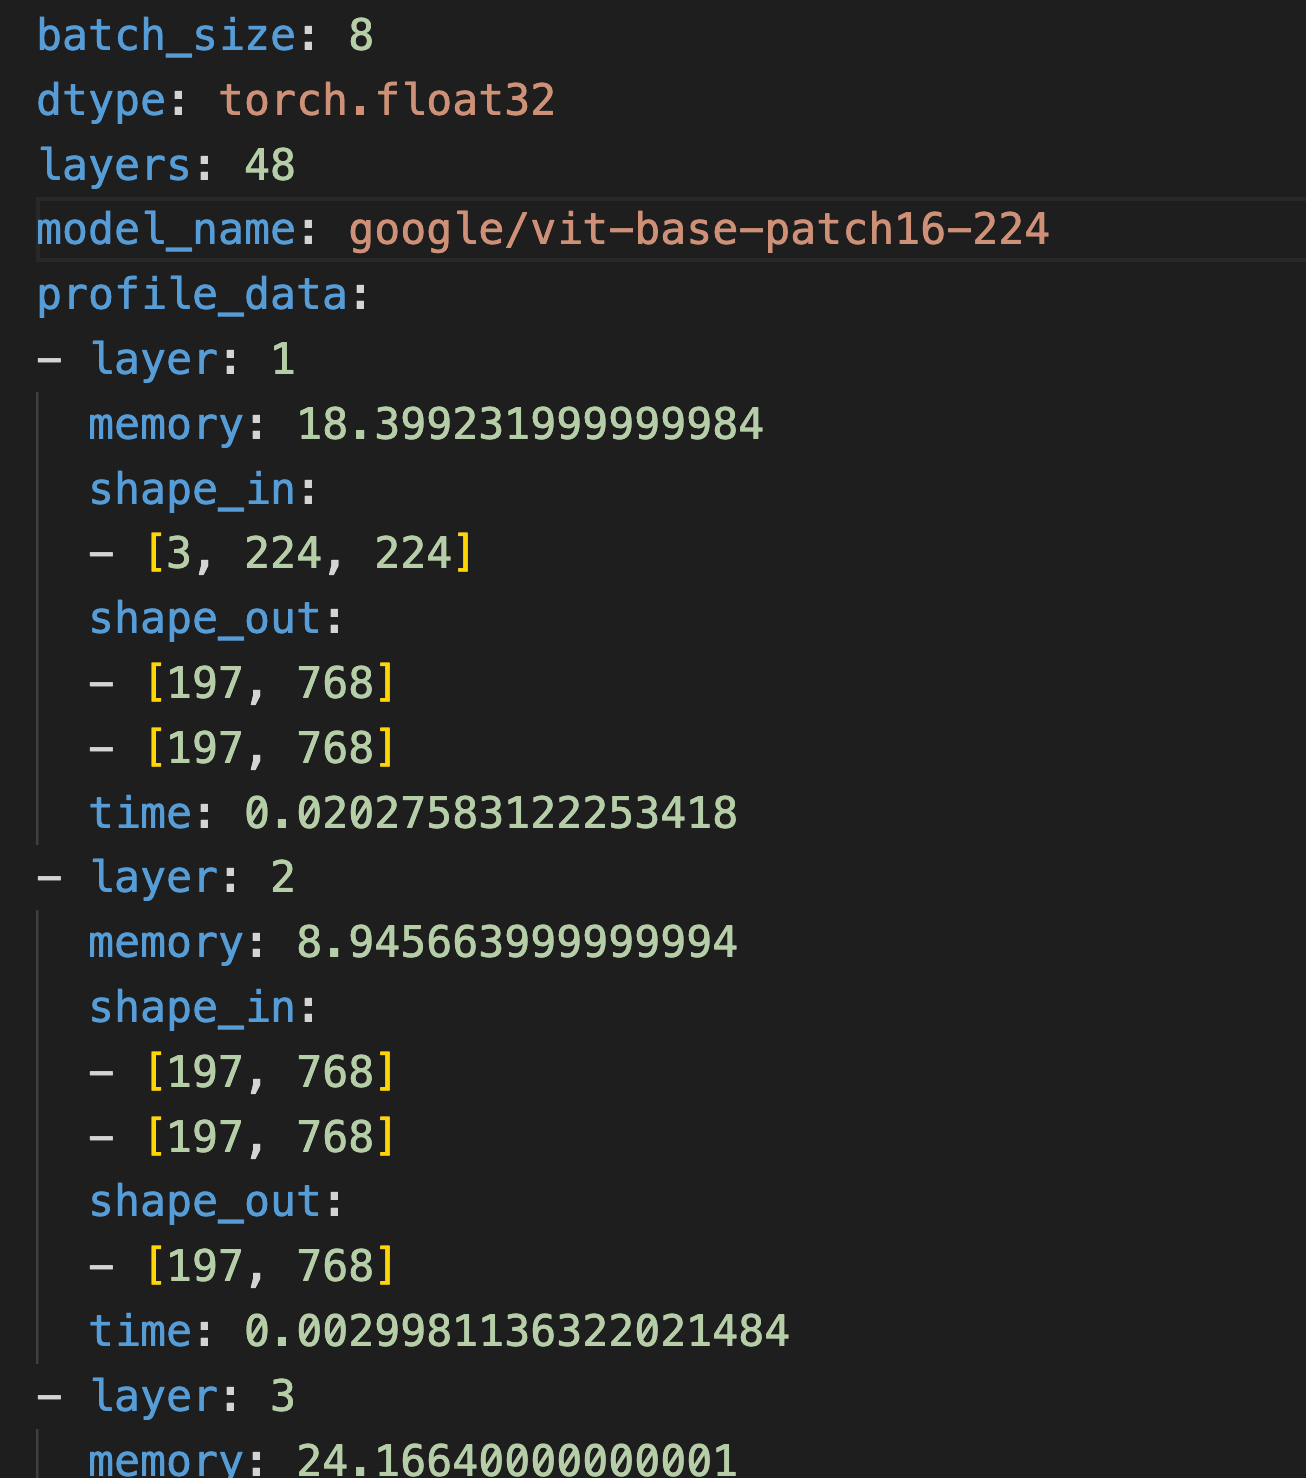 batch_size: 8
dtype: torch.float32
layers: 48
model_name: google/vit-base-patch16-224
profile_data:
- layer: 1
  memory: 18.399231999999984
  shape_in:
  - [3, 224, 224]
  shape_out:
  - [197, 768]
  - [197, 768]
  time: 0.02027583122253418
- layer: 2
  memory: 8.945663999999994
  shape_in:
  - [197, 768]
  - [197, 768]
  shape_out:
  - [197, 768]
  time: 0.0029981136322021484
- layer: 3
  memory: 24.16640000000001